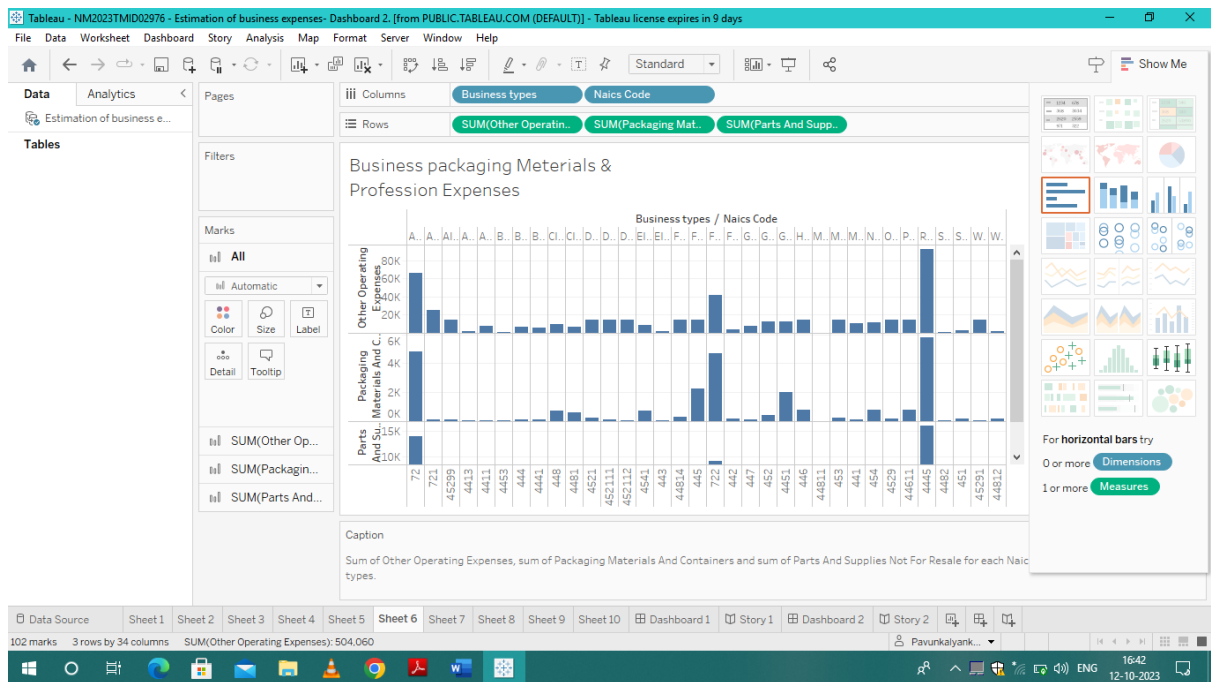 Tableau - NM2023TMID02976 - Estimation of business expenses- Dashboard 2. [from PUBLIC.TABLEAU.COM (DEFAULT)] - Tableau license expires in 9 days
File Data Worksheet Dashboard Story Analysis Map Format Server Window Help
Standard
Show Me
Data Analytics
Estimation of business e...
Tables
Pages
Filters
Marks
All
Automatic
Color Size Label
Detail Tooltip
SUM(Other Op...
SUM(Packagin...
SUM(Parts And...
Columns Business types Naics Code
Rows SUM(Other Operatin.. SUM(Packaging Mat.. SUM(Parts And Supp..
Business packaging Meterials &
Profession Expenses
Business types / Naics Code
A.. A.. Al.. A.. A.. B.. B.. B.. Cl.. Cl.. D.. D.. D.. El.. El.. F.. F.. F.. F.. G.. G.. G.. H.. M.. M.. M.. N.. O.. P.. R.. S.. S.. W.. W..
Other Operating
Expenses
80K
60K
40K
20K
Packaging
Materials And C..
6K
4K
2K
0K
Parts
And Su..
15K
10K
72 721 45299 4413 4411 4453 444 4441 448 4481 4521 452111 452112 4541 443 44814 445 722 442 447 452 4451 446 44811 453 441 454 4529 44611 4445 4482 451 45291 44812
Caption
Sum of Other Operating Expenses, sum of Packaging Materials And Containers and sum of Parts And Supplies Not For Resale for each Naic
types.
For horizontal bars try
0 or more Dimensions
1 or more Measures
Data Source Sheet 1 Sheet 2 Sheet 3 Sheet 4 Sheet 5 Sheet 6 Sheet 7 Sheet 8 Sheet 9 Sheet 10 Dashboard 1 Story 1 Dashboard 2 Story 2
102 marks 3 rows by 34 columns SUM(Other Operating Expenses): 504,060
Pavunkalyank...
ENG
16:42
12-10-2023